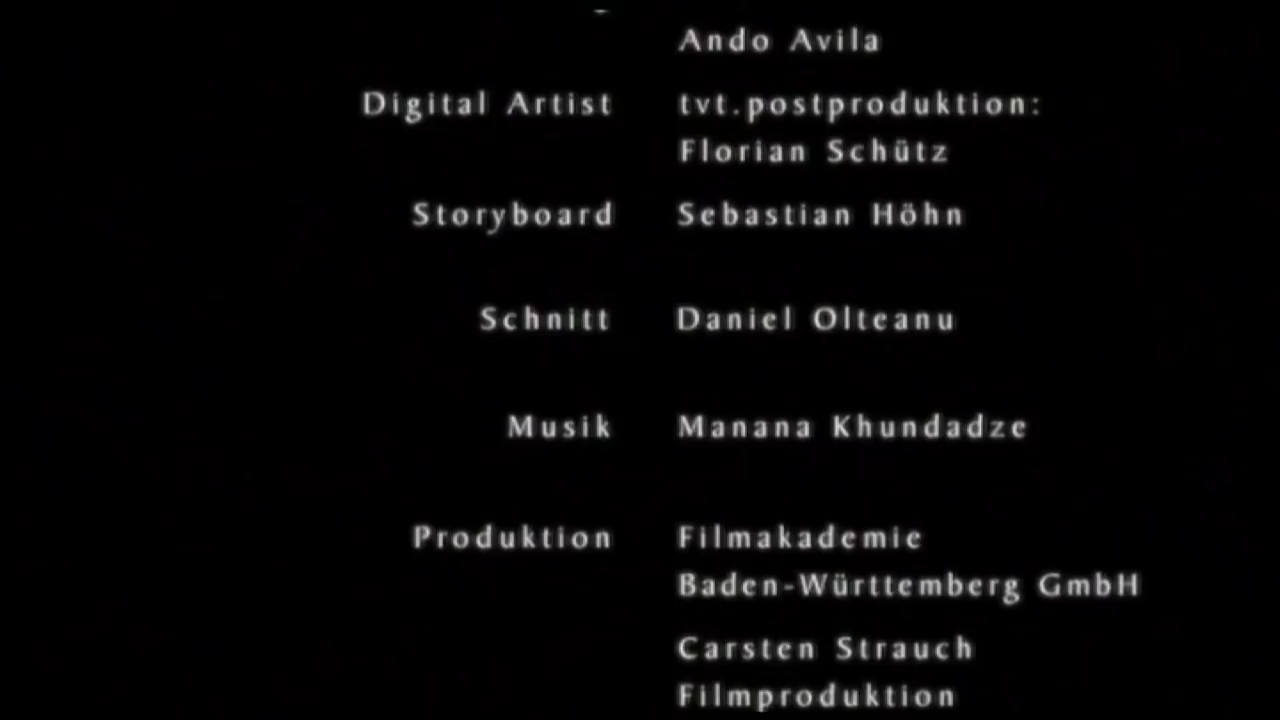 Ando Avila
Digital Artist tvt.postproduktion:
Florian Schütz
Storyboard Sebastian Höhn
Schnitt Daniel Olteanu
Musik Manana Khundadze
Produktion Filmakademie
Baden-Württemberg GmbH
Carsten Strauch
Filmproduktion